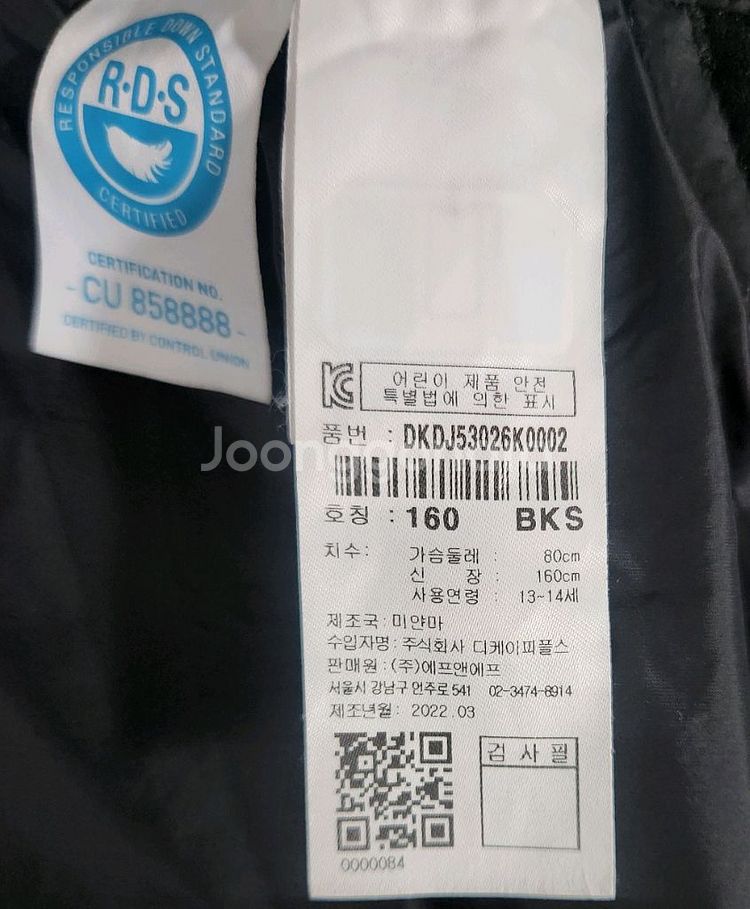 RESPONSIBLE DOWN STANDARD
R·D·S
CERTIFIED
CERTIFICATION NO.
- CU 858888 -
CERTIFIED BY CONTROL UNION
KC
어린이 제품 안전
특별법에 의한 표시
품번 : DKDJ53026K0002
호칭 : 160 BKS
치수: 가슴둘레 : 80cm
신 장 : 160cm
사용연령 : 13~14세
제조국: 미얀마
수입자명: 주식회사 디케이피플스
판매원: (주)에프앤에프
서울시 강남구 언주로 541 02-3474-8914
제조년월: 2022.03
검 사 필
0000084